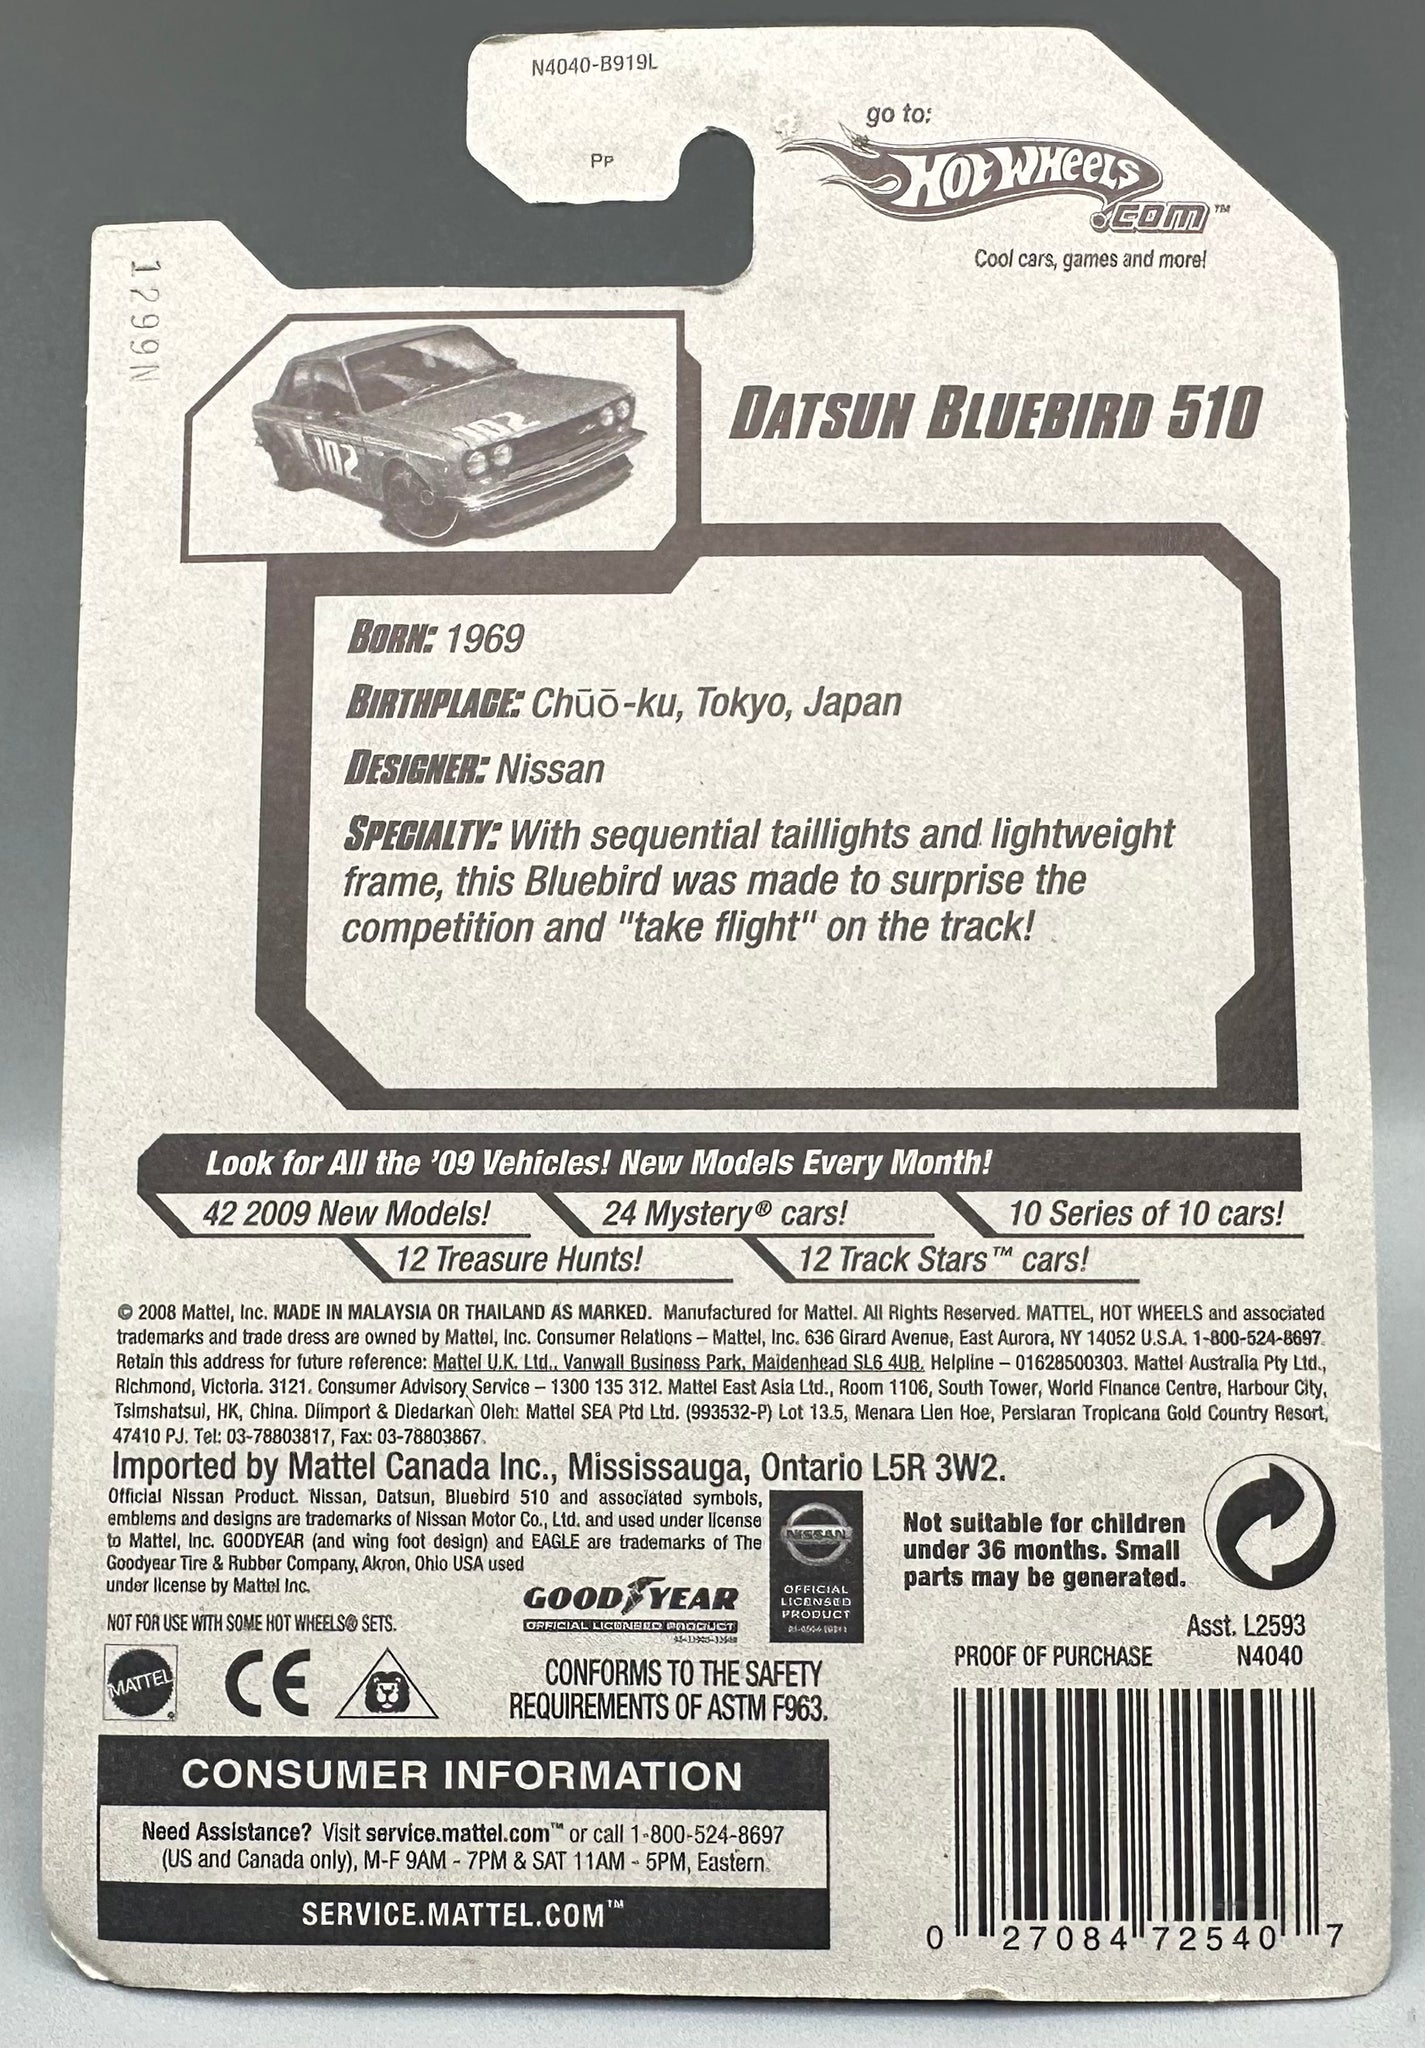 N4040-B919L
PP
go to:
HOT WHEELS
.COM™
Cool cars, games and more!
1299N
102
102
DATSUN BLUEBIRD 510
BORN: 1969
BIRTHPLACE: Chūō-ku, Tokyo, Japan
DESIGNER: Nissan
SPECIALTY: With sequential taillights and lightweight
frame, this Bluebird was made to surprise the
competition and "take flight" on the track!
Look for All the '09 Vehicles! New Models Every Month!
42 2009 New Models!
24 Mystery® cars!
10 Series of 10 cars!
12 Treasure Hunts!
12 Track Stars™ cars!
© 2008 Mattel, Inc. MADE IN MALAYSIA OR THAILAND AS MARKED. Manufactured for Mattel. All Rights Reserved. MATTEL, HOT WHEELS and associated
trademarks and trade dress are owned by Mattel, Inc. Consumer Relations – Mattel, Inc. 636 Girard Avenue, East Aurora, NY 14052 U.S.A. 1-800-524-8697.
Retain this address for future reference: Mattel U.K. Ltd., Vanwall Business Park, Maidenhead SL6 4UB. Helpline – 01628500303. Mattel Australia Pty Ltd.,
Richmond, Victoria. 3121. Consumer Advisory Service – 1300 135 312. Mattel East Asia Ltd., Room 1106, South Tower, World Finance Centre, Harbour City,
Tsimshatsui, HK, China. Diimport & Diedarkan Oleh: Mattel SEA Ptd Ltd. (993532-P) Lot 13.5, Menara Lien Hoe, Persiaran Tropicana Gold Country Resort,
47410 PJ. Tel: 03-78803817, Fax: 03-78803867.
Imported by Mattel Canada Inc., Mississauga, Ontario L5R 3W2.
Official Nissan Product. Nissan, Datsun, Bluebird 510 and associated symbols,
emblems and designs are trademarks of Nissan Motor Co., Ltd. and used under license
to Mattel, Inc. GOODYEAR (and wing foot design) and EAGLE are trademarks of The
Goodyear Tire & Rubber Company, Akron, Ohio USA used
under license by Mattel Inc.
GOODYEAR
OFFICIAL LICENSED PRODUCT
NISSAN
OFFICIAL
LICENSED
PRODUCT
Not suitable for children
under 36 months. Small
parts may be generated.
NOT FOR USE WITH SOME HOT WHEELS® SETS.
Asst. L2593
PROOF OF PURCHASE N4040
MATTEL
CE
CONFORMS TO THE SAFETY
REQUIREMENTS OF ASTM F963.
CONSUMER INFORMATION
Need Assistance? Visit service.mattel.com™ or call 1-800-524-8697
(US and Canada only), M-F 9AM - 7PM & SAT 11AM - 5PM, Eastern.
SERVICE.MATTEL.COM™
0 27084 72540 7